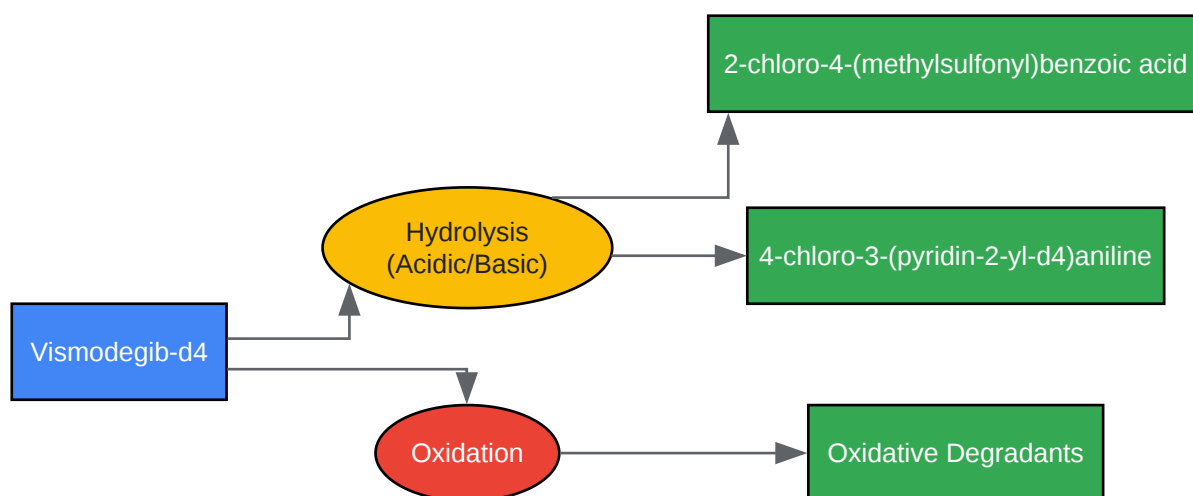 2-chloro-4-(methylsulfonyl)benzoic acid
Hydrolysis
(Acidic/Basic)
4-chloro-3-(pyridin-2-yl-d4)aniline
Vismodegib-d4
Oxidation
Oxidative Degradants